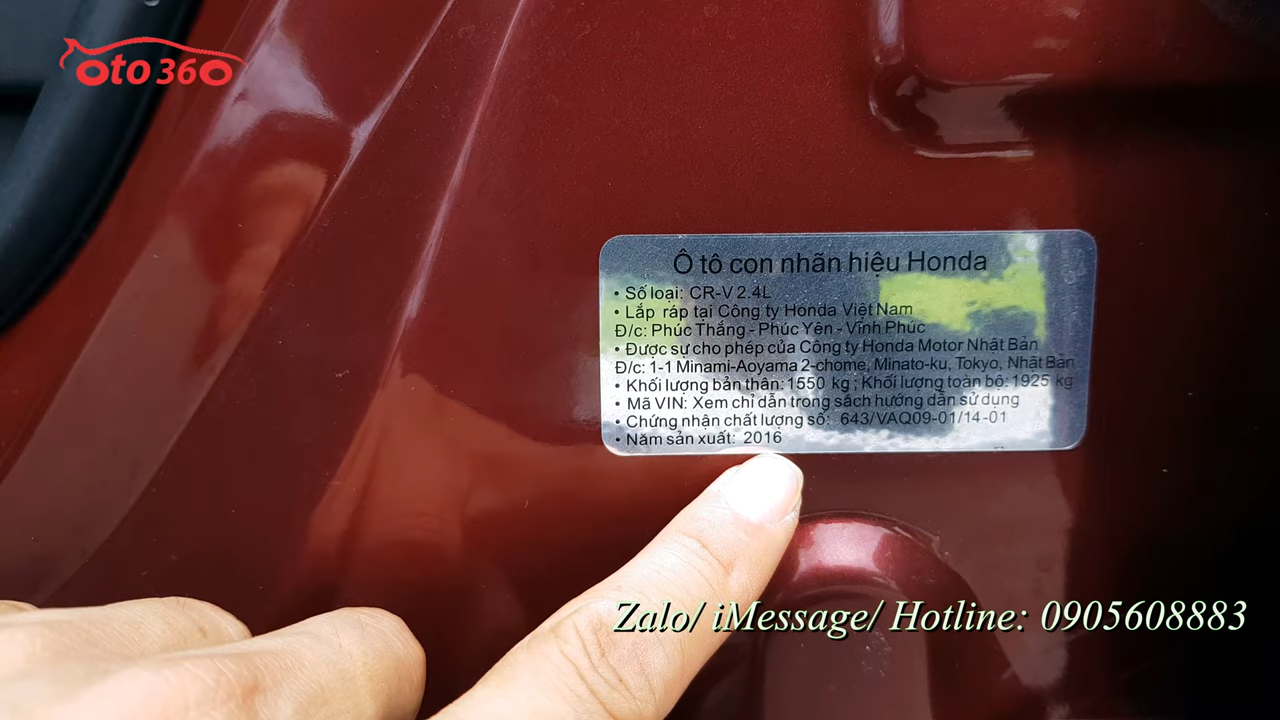 oto 360
Ô tô con nhãn hiệu Honda
• Số loại: CR-V 2.4L
• Lắp ráp tại Công ty Honda Việt Nam
Đ/c: Phúc Thắng - Phúc Yên - Vĩnh Phúc
• Được sự cho phép của Công ty Honda Motor Nhật Bản
Đ/c: 1-1 Minami-Aoyama 2-chome, Minato-ku, Tokyo, Nhật Bản
• Khối lượng bản thân: 1550 kg ; Khối lượng toàn bộ: 1925 kg
• Mã VIN: Xem chỉ dẫn trong sách hướng dẫn sử dụng
• Chứng nhận chất lượng số: 643/VAQ09-01/14-01
• Năm sản xuất: 2016
Zalo/ iMessage/ Hotline: 0905608883